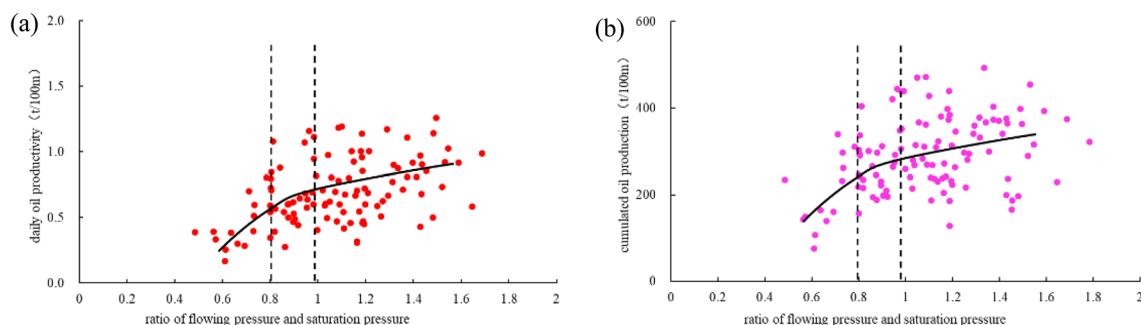 (a)
daily oil productivity（t/100m）
2.0
1.5
1.0
0.5
0.0
0 0.2 0.4 0.6 0.8 1 1.2 1.4 1.6 1.8 2
ratio of flowing pressure and saturation pressure
(b)
cumulated oil production（t/100m）
600
400
200
0
0 0.2 0.4 0.6 0.8 1 1.2 1.4 1.6 1.8 2
ratio of flowing pressure and saturation pressure